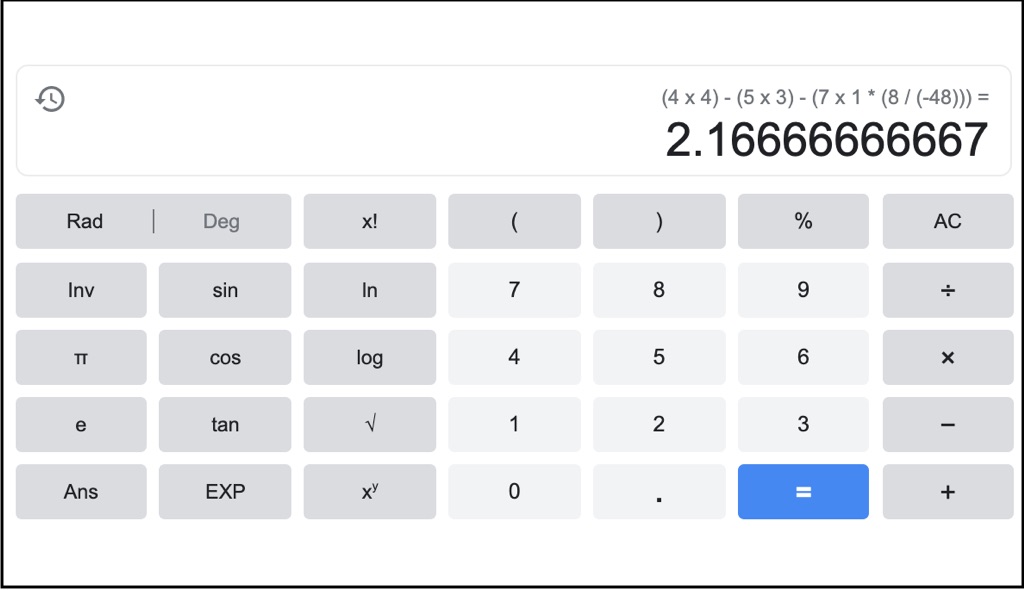 (4 x 4) - (5 x 3) - (7 x 1 * (8 / (-48))) =
2.16666666667
Rad | Deg x! ( ) % AC
Inv sin ln 7 8 9 ÷
π cos log 4 5 6 ×
e tan √ 1 2 3 −
Ans EXP xʸ 0 . = +